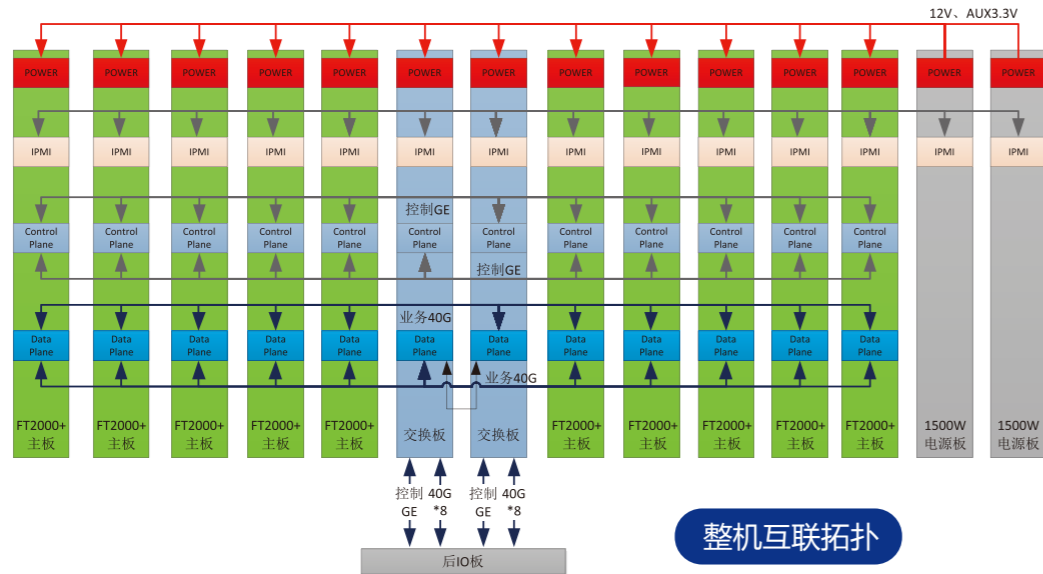 12V、AUX3.3V
POWER POWER POWER POWER POWER POWER POWER POWER POWER POWER POWER POWER POWER POWER
IPMI IPMI IPMI IPMI IPMI IPMI IPMI IPMI IPMI IPMI IPMI IPMI IPMI IPMI
控制GE
Control Control Control Control Control Control Control Control Control Control Control Control
Plane Plane Plane Plane Plane Plane Plane Plane Plane Plane Plane Plane
控制GE
业务40G
Data Data Data Data Data Data Data Data Data Data Data Data
Plane Plane Plane Plane Plane Plane Plane Plane Plane Plane Plane Plane
业务40G
FT2000+ FT2000+ FT2000+ FT2000+ FT2000+ 交换板 交换板 FT2000+ FT2000+ FT2000+ FT2000+ FT2000+ 1500W 1500W
主板 主板 主板 主板 主板 主板 主板 主板 主板 主板 电源板 电源板
控制 40G 控制 40G
GE *8 GE *8
整机互联拓扑
后IO板